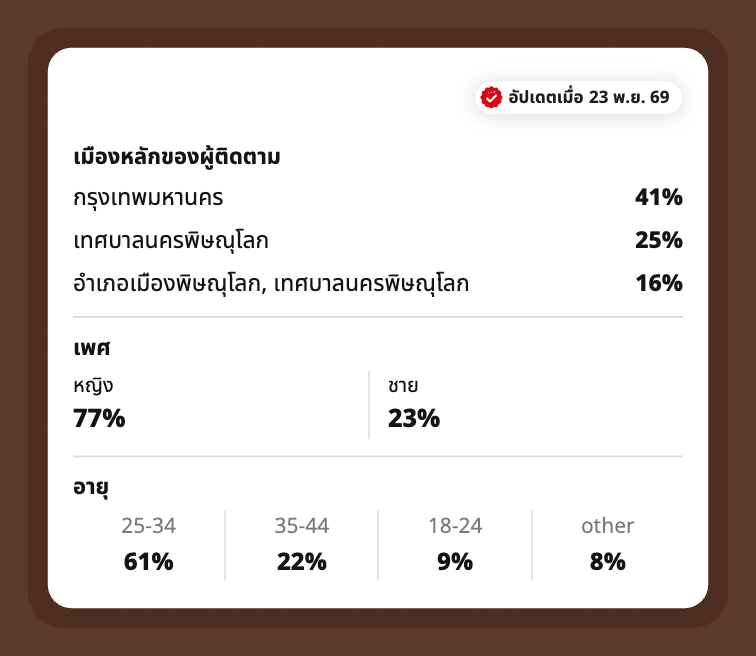 อัปเดตเมื่อ 23 พ.ย. 69
เมืองหลักของผู้ติดตาม
กรุงเทพมหานคร 41%
เทศบาลนครพิษณุโลก 25%
อำเภอเมืองพิษณุโลก, เทศบาลนครพิษณุโลก 16%
เพศ
หญิง ชาย
77% 23%
อายุ
25-34 35-44 18-24 other
61% 22% 9% 8%